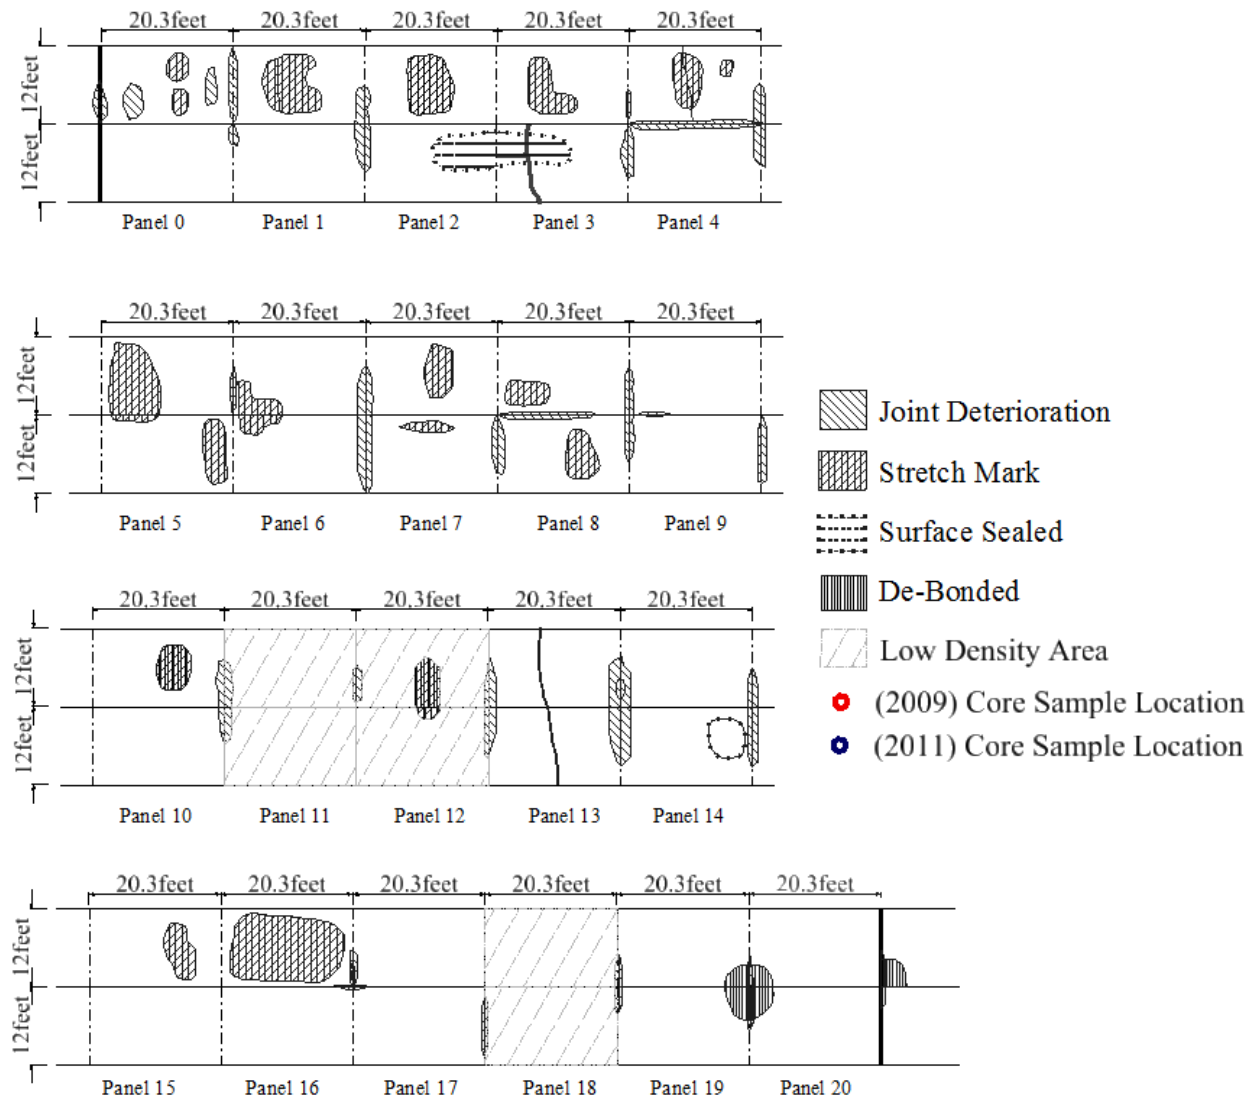 20.3feet 20.3feet 20.3feet 20.3feet 20.3feet
12feet
12feet
Panel 0 Panel 1 Panel 2 Panel 3 Panel 4
20.3feet 20.3feet 20.3feet 20.3feet 20.3feet
12feet
12feet
Panel 5 Panel 6 Panel 7 Panel 8 Panel 9
Joint Deterioration
Stretch Mark
Surface Sealed
De-Bonded
Low Density Area
(2009) Core Sample Location
(2011) Core Sample Location
20.3feet 20.3feet 20.3feet 20.3feet 20.3feet
12feet
12feet
Panel 10 Panel 11 Panel 12 Panel 13 Panel 14
20.3feet 20.3feet 20.3feet 20.3feet 20.3feet 20.3feet
12feet
12feet
Panel 15 Panel 16 Panel 17 Panel 18 Panel 19 Panel 20